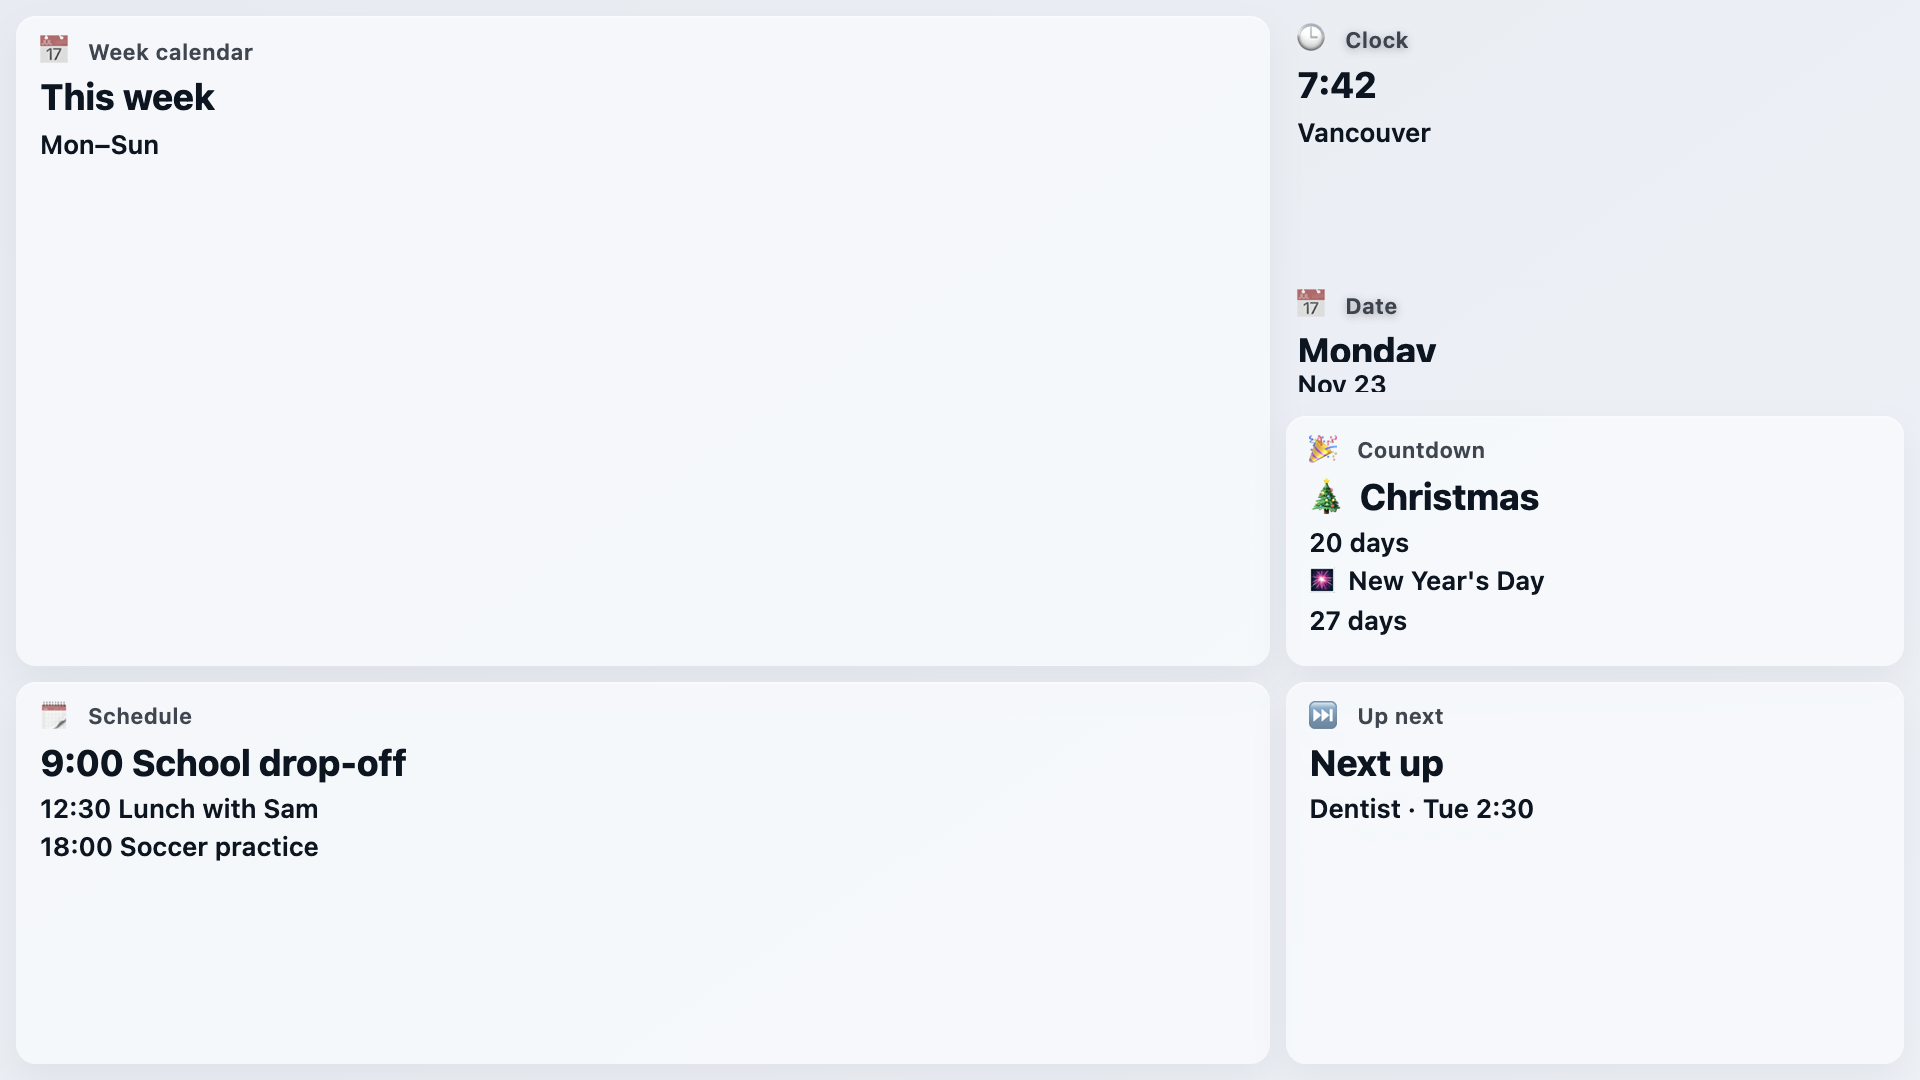 Week calendar
This week
Mon–Sun
Clock
7:42
Vancouver
Date
Monday
Nov 23
Countdown
🎄 Christmas
20 days
🎆 New Year's Day
27 days
Schedule
9:00 School drop-off
12:30 Lunch with Sam
18:00 Soccer practice
Up next
Next up
Dentist · Tue 2:30